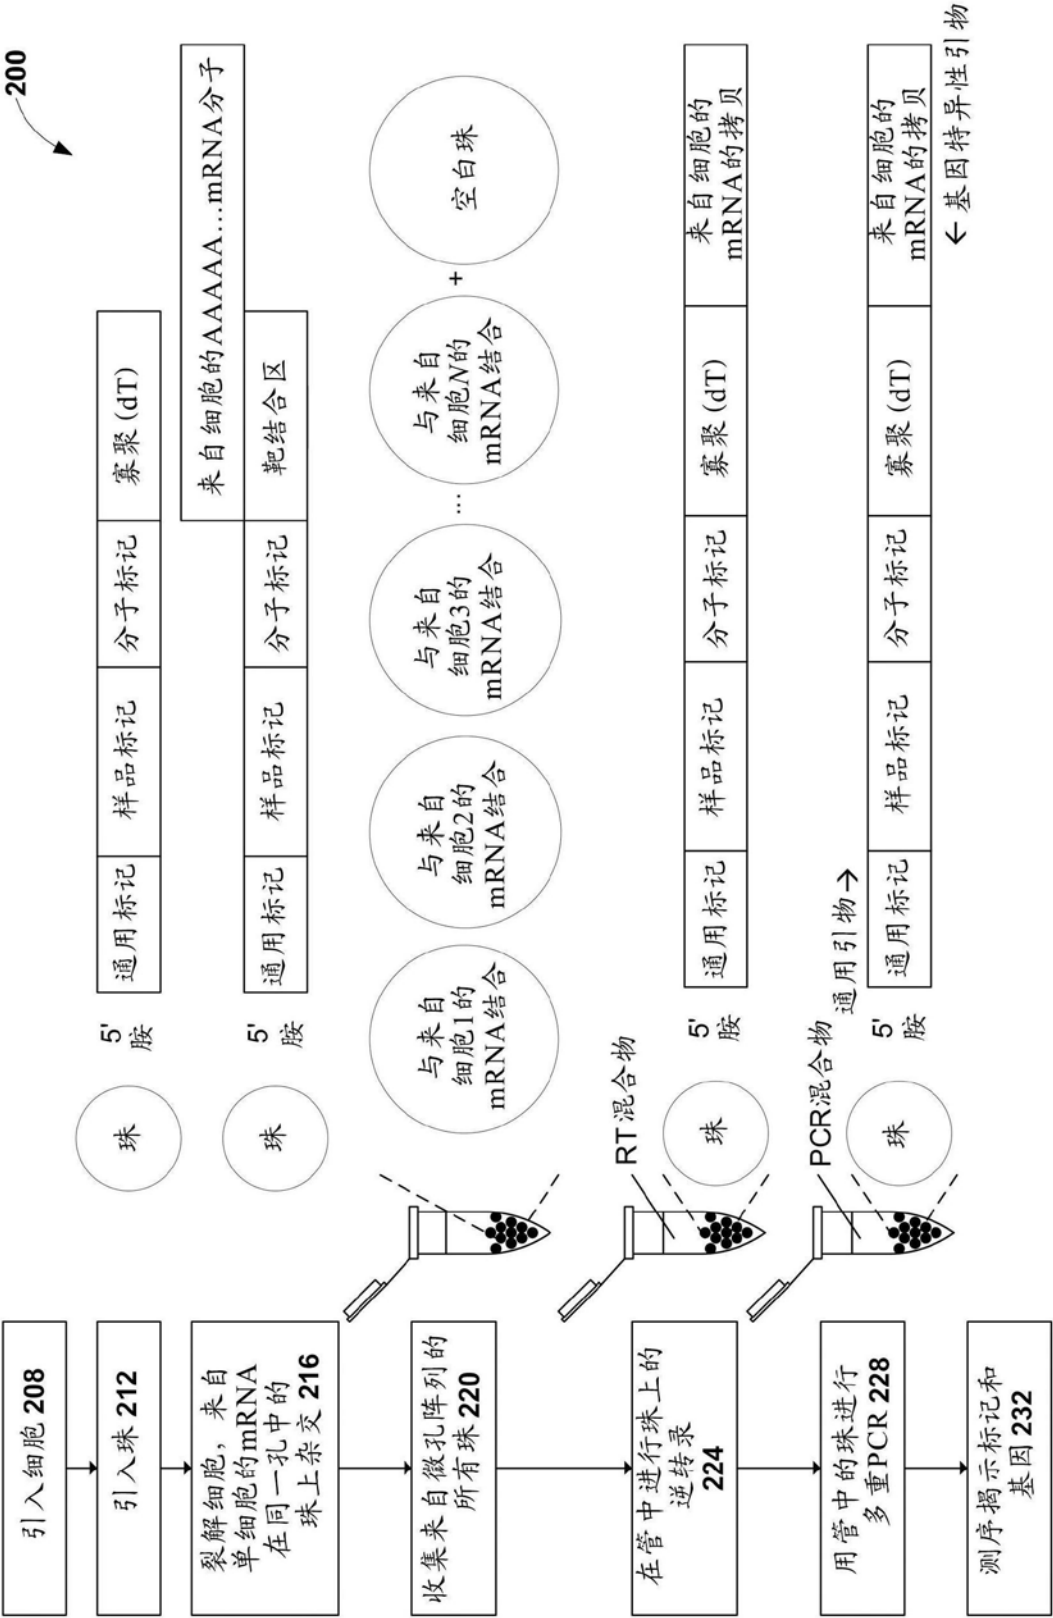 200
引入细胞 208
引入珠 212
珠
5'
胺
通用标记
样品标记
分子标记
寡聚(dT)
裂解细胞，来自
单细胞的mRNA
在同一孔中的
珠上杂交 216
珠
5'
胺
通用标记
样品标记
分子标记
靶结合区
来自细胞的AAAAA...mRNA分子
收集来自微孔阵列的
所有珠 220
与来自
细胞1的
mRNA结合
与来自
细胞2的
mRNA结合
与来自
细胞3的
mRNA结合
...
与来自
细胞N的
mRNA结合
+
空白珠
在管中进行珠上的
逆转录
224
RT混合物
珠
5'
胺
通用标记
样品标记
分子标记
寡聚(dT)
来自细胞的
mRNA的拷贝
用管中的珠进行
多重PCR 228
PCR混合物
珠
通用引物→
5'
胺
通用标记
样品标记
分子标记
寡聚(dT)
来自细胞的
mRNA的拷贝
←基因特异性引物
测序揭示标记和
基因 232